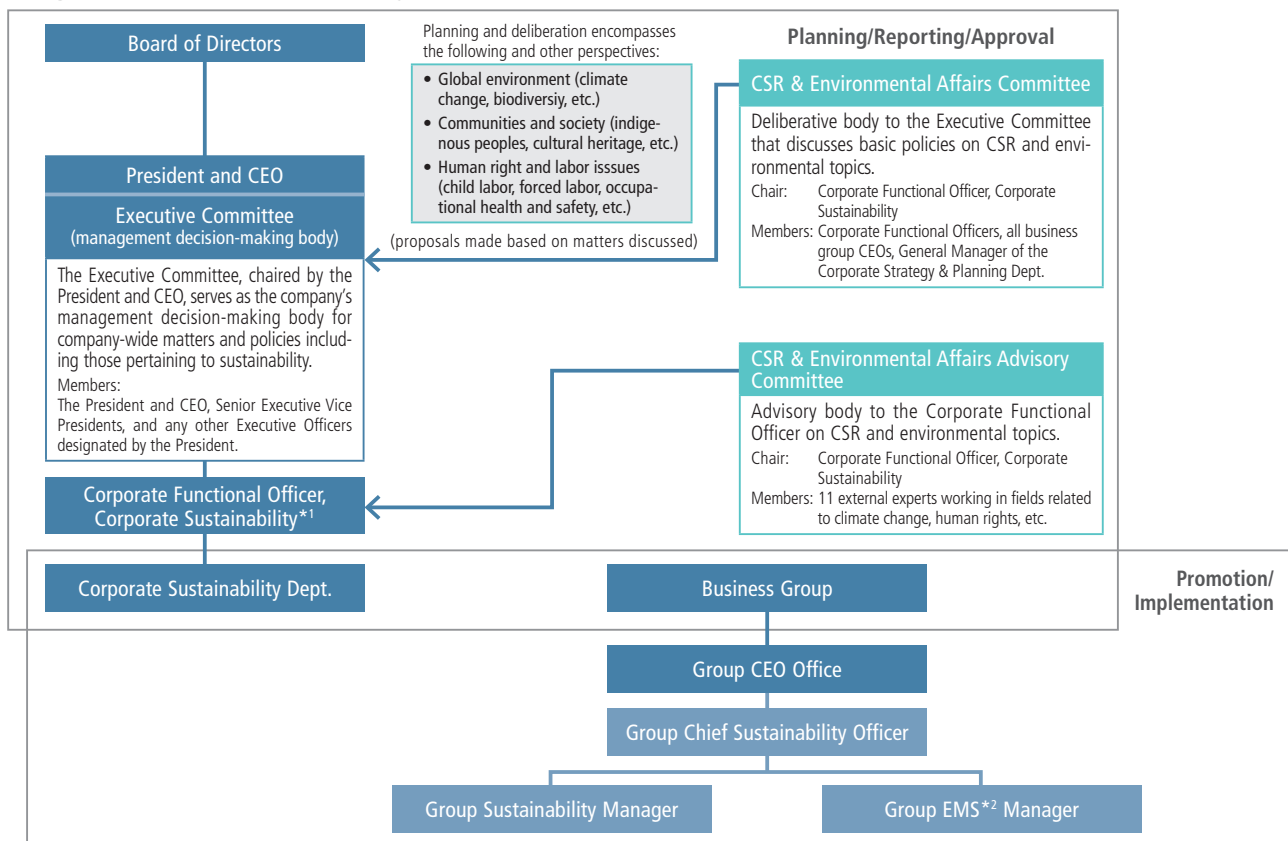 Board of Directors
President and CEO
Executive Committee
(management decision-making body)
The Executive Committee, chaired by the
President and CEO, serves as the company's
management decision-making body for
company-wide matters and policies includ-
ing those pertaining to sustainability.
Members:
The President and CEO, Senior Executive Vice
Presidents, and any other Executive Officers
designated by the President.
Corporate Functional Officer,
Corporate Sustainability*1
Corporate Sustainability Dept.
Planning and deliberation encompasses
the following and other perspectives:
• Global environment (climate
change, biodiversiy, etc.)
• Communities and society (indige-
nous peoples, cultural heritage, etc.)
• Human right and labor isssues
(child labor, forced labor, occupa-
tional health and safety, etc.)
(proposals made based on matters discussed)
Planning/Reporting/Approval
CSR & Environmental Affairs Committee
Deliberative body to the Executive Committee
that discusses basic policies on CSR and envi-
ronmental topics.
Chair: Corporate Functional Officer, Corporate
Sustainability
Members: Corporate Functional Officers, all business
group CEOs, General Manager of the
Corporate Strategy & Planning Dept.
CSR & Environmental Affairs Advisory
Committee
Advisory body to the Corporate Functional
Officer on CSR and environmental topics.
Chair: Corporate Functional Officer, Corporate
Sustainability
Members: 11 external experts working in fields related
to climate change, human rights, etc.
Promotion/
Implementation
Business Group
Group CEO Office
Group Chief Sustainability Officer
Group Sustainability Manager
Group EMS*2 Manager